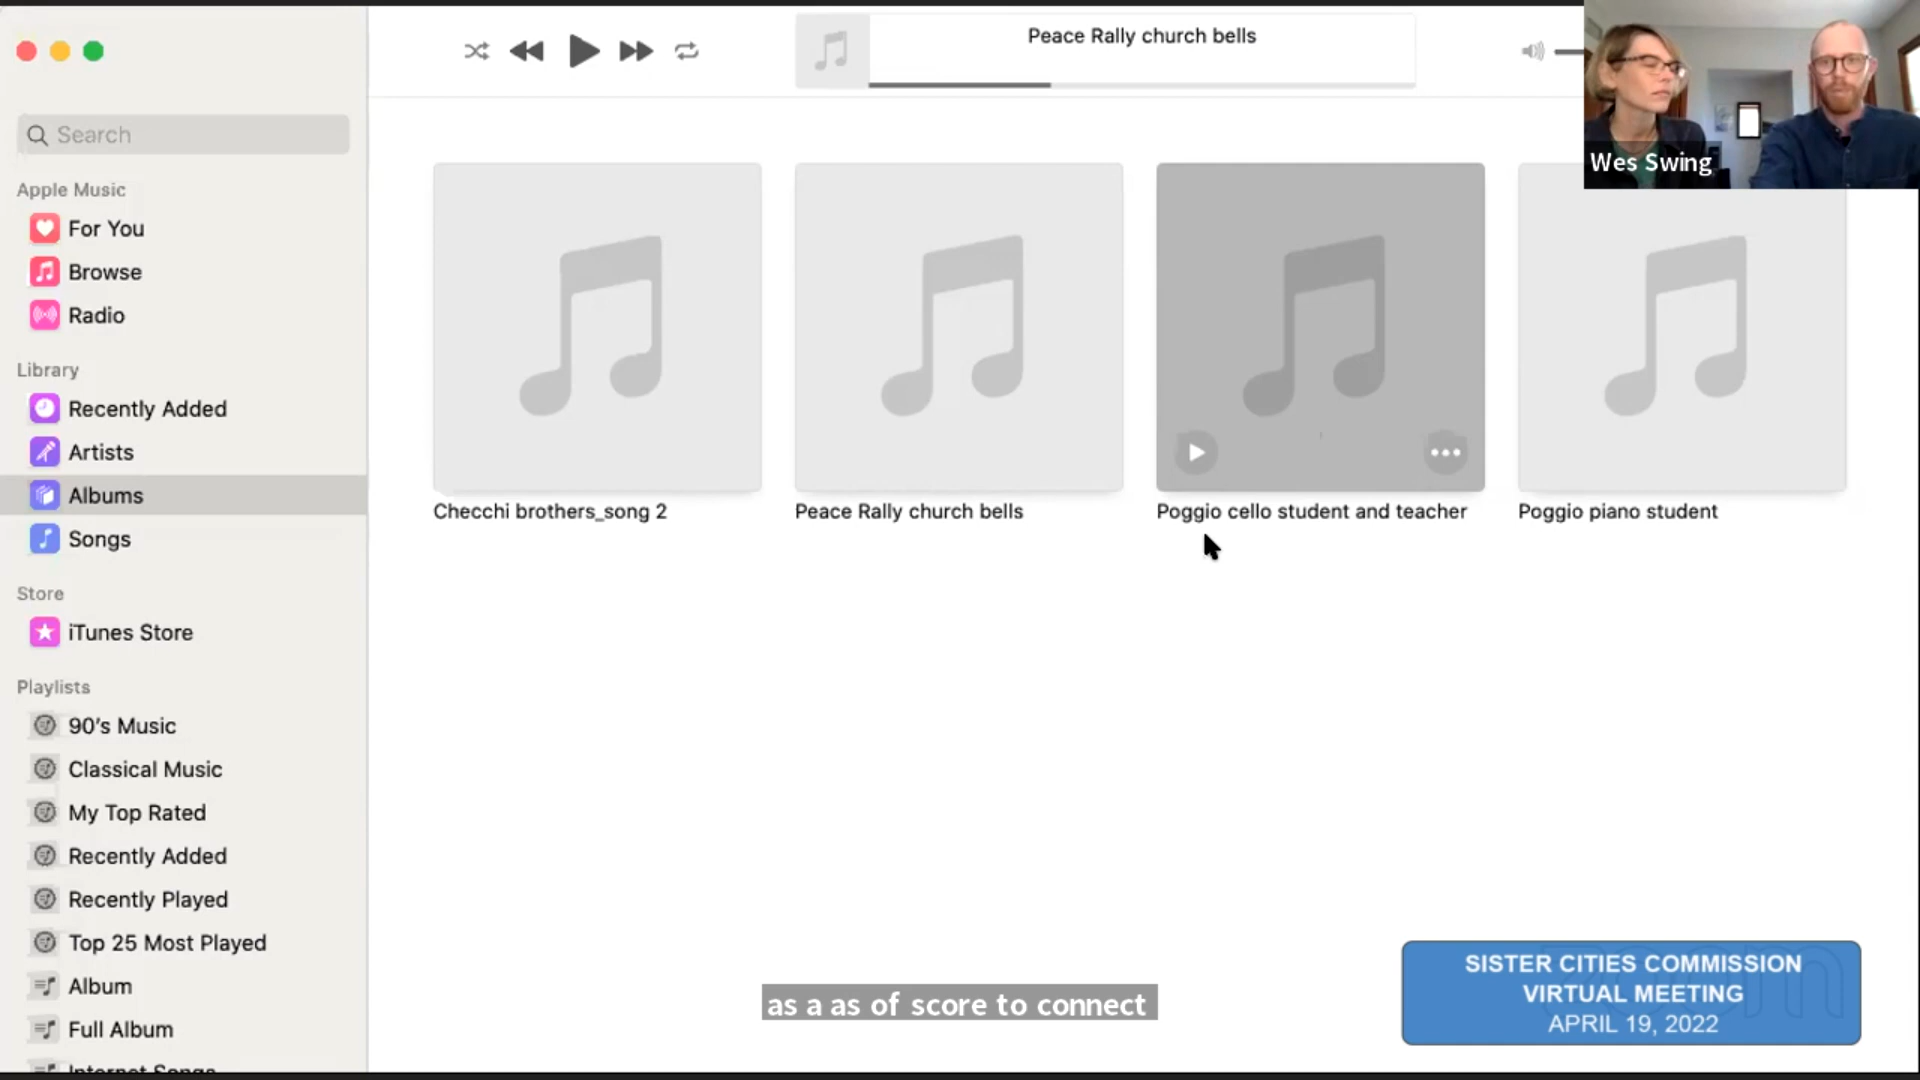 Peace Rally church bells
Wes Swing
Search
Apple Music
For You
Browse
Radio
Library
Recently Added
Artists
Albums
Songs
Store
iTunes Store
Playlists
90's Music
Classical Music
My Top Rated
Recently Added
Recently Played
Top 25 Most Played
Album
Full Album
Internet Songs
Checchi brothers_song 2
Peace Rally church bells
Poggio cello student and teacher
Poggio piano student
as a as of score to connect
zoom
SISTER CITIES COMMISSION
VIRTUAL MEETING
APRIL 19, 2022